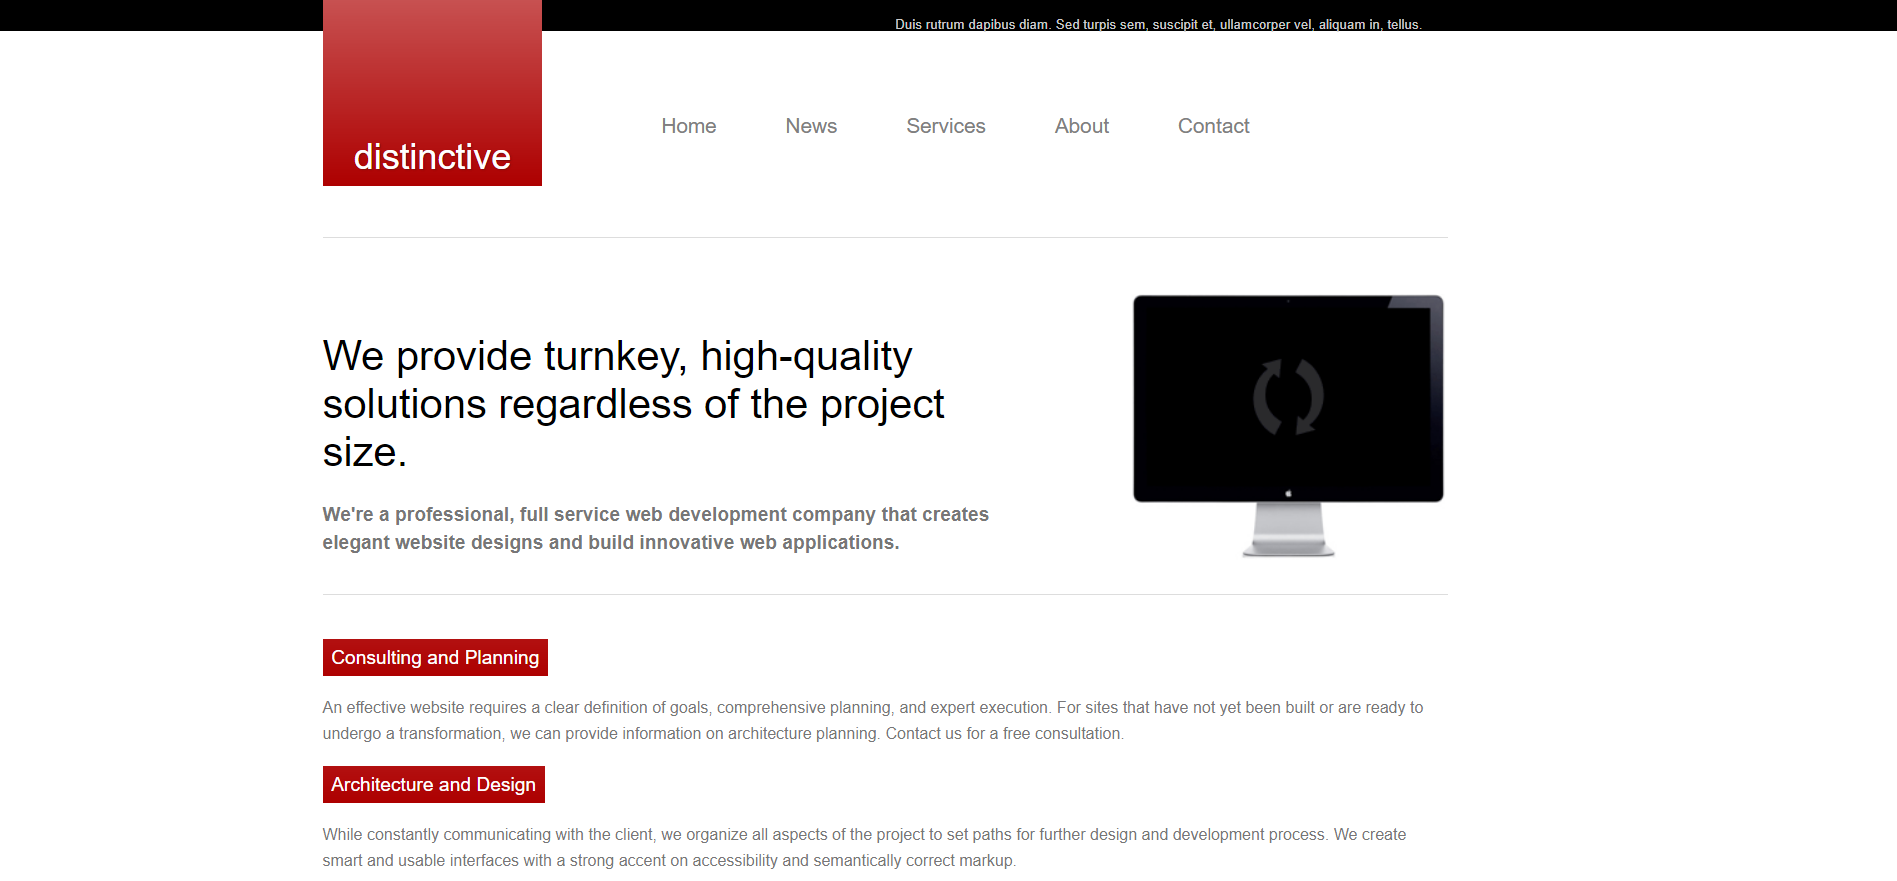 Duis rutrum dapibus diam. Sed turpis sem, suscipit et, ullamcorper vel, aliquam in, tellus.
distinctive
Home News Services About Contact
We provide turnkey, high-quality
solutions regardless of the project
size.
We're a professional, full service web development company that creates
elegant website designs and build innovative web applications.
Consulting and Planning
An effective website requires a clear definition of goals, comprehensive planning, and expert execution. For sites that have not yet been built or are ready to
undergo a transformation, we can provide information on architecture planning. Contact us for a free consultation.
Architecture and Design
While constantly communicating with the client, we organize all aspects of the project to set paths for further design and development process. We create
smart and usable interfaces with a strong accent on accessibility and semantically correct markup.